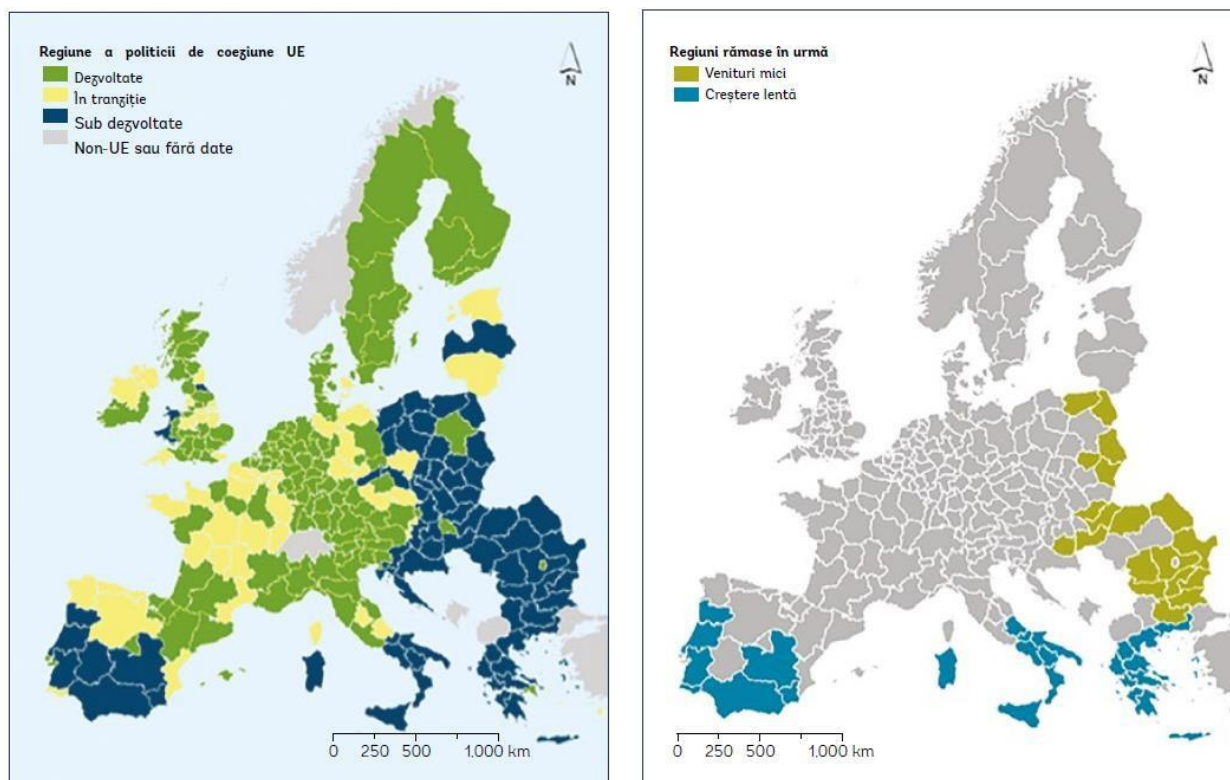 Regiune a politicii de coeziune UE
Dezvoltate
În tranziție
Sub dezvoltate
Non-UE sau fără date
N
0 250 500 1,000 km
Regiuni rămase în urmă
Venituri mici
Creștere lentă
N
0 250 500 1,000 km